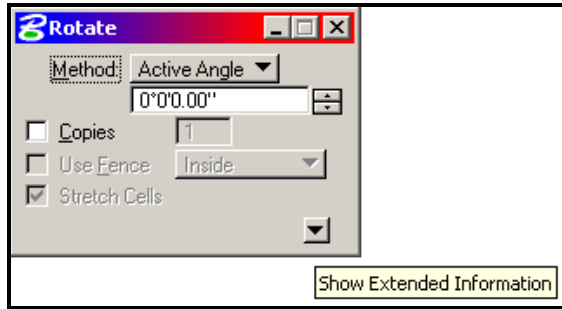 Rotate
Method: Active Angle
0°0'0.00"
Copies 1
Use Fence Inside
Stretch Cells
Show Extended Information